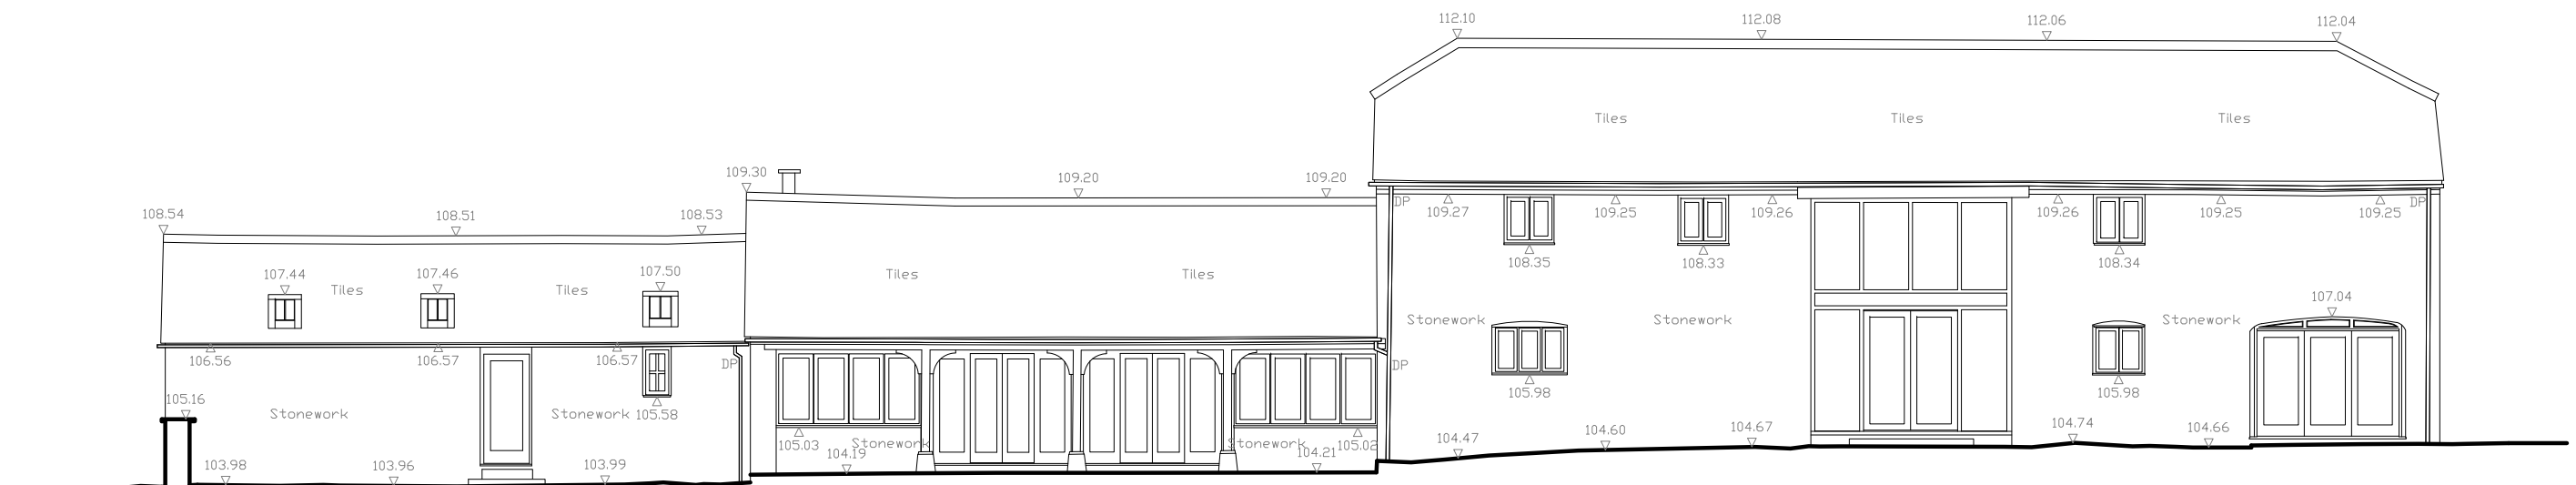 112.10 112.08 112.06 112.04
Tiles Tiles Tiles
109.30 109.20 109.20
108.54 108.51 108.53
DP 109.27 109.25 109.26 109.26 109.25 109.25 DP
107.44 107.46 107.50
Tiles Tiles Tiles Tiles
108.35 108.33 108.34
107.04
Stonework Stonework Stonework
106.56 106.57 106.57 DP DP
105.98 105.98
105.16
Stonework Stonework 105.58
105.03 Stonework Stonework 105.02
104.47 104.60 104.67 104.74 104.66
104.19 104.21
103.98 103.96 103.99